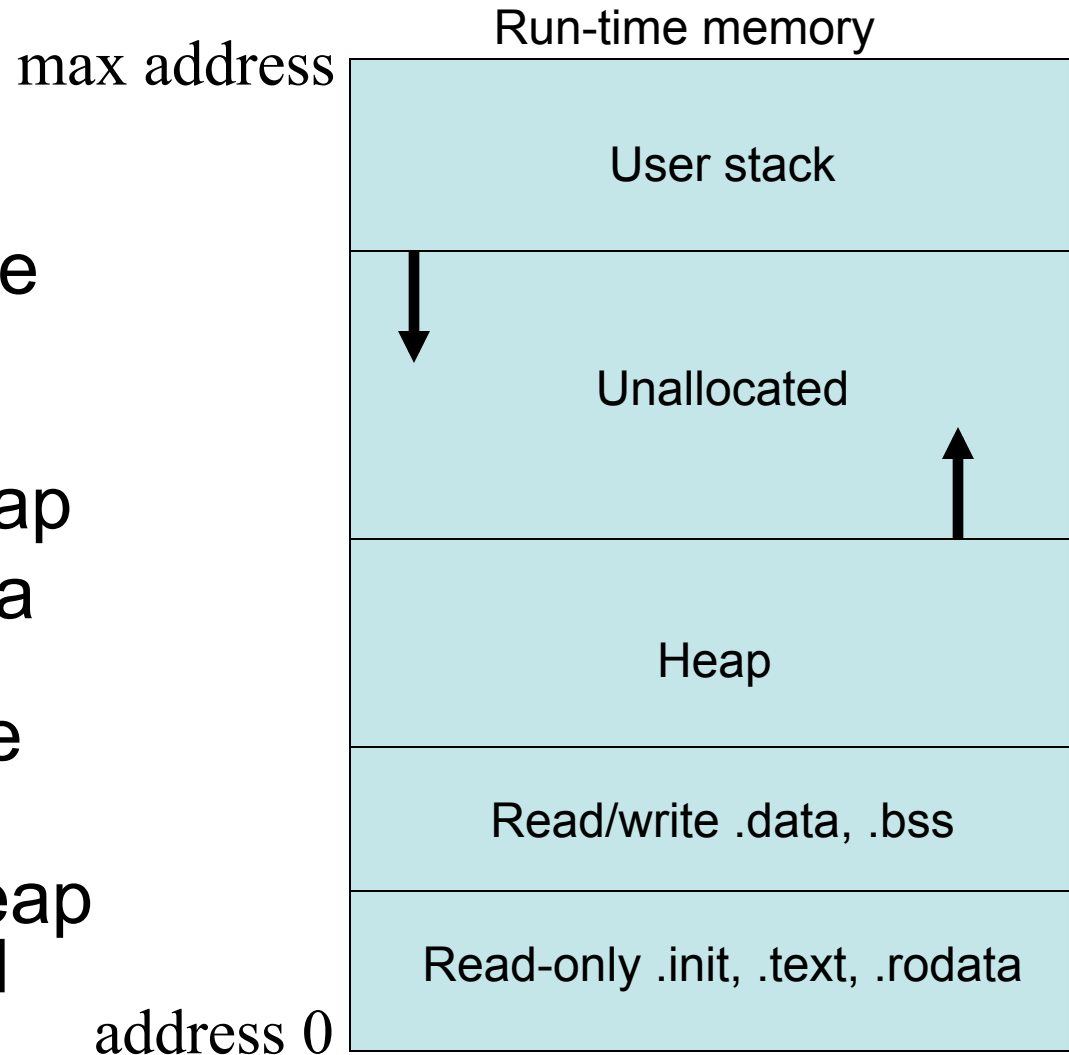 Run-time memory
max address
User stack
Unallocated
Heap
Read/write .data, .bss
Read-only .init, .text, .rodata
address 0